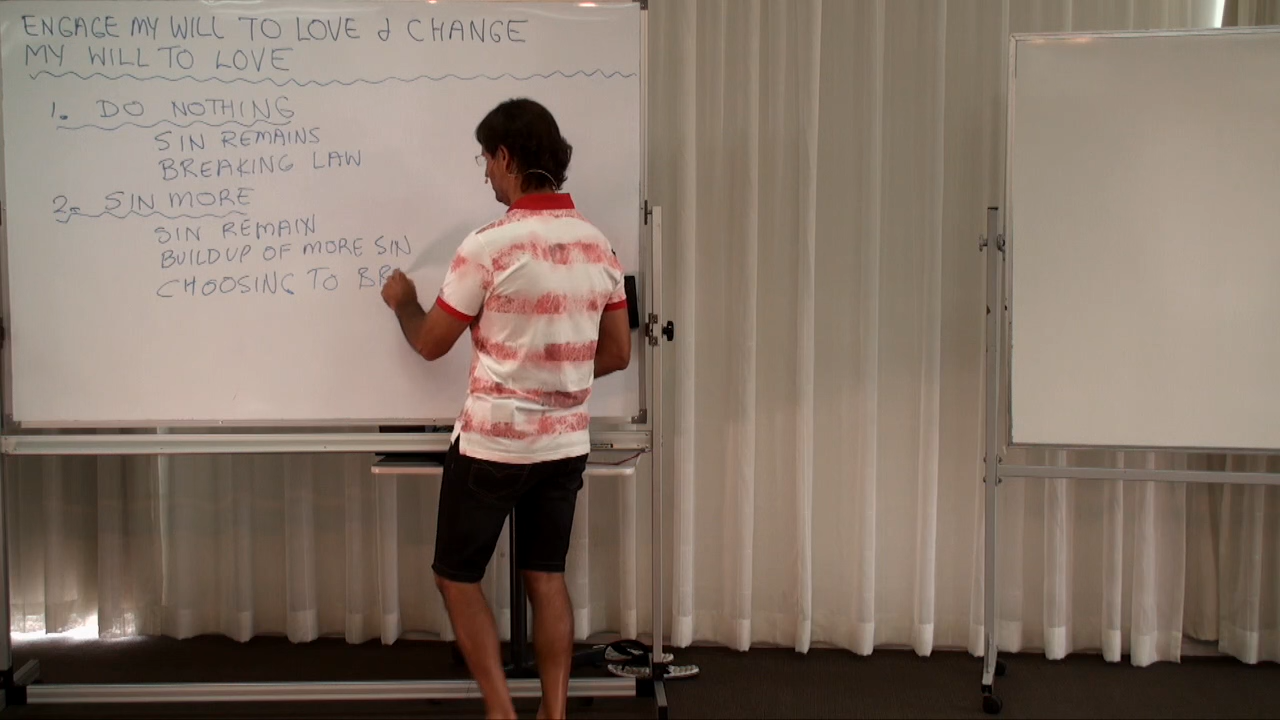 ENGAGE MY WILL TO LOVE & CHANGE
MY WILL TO LOVE
1. DO NOTHING
SIN REMAINS
BREAKING LAW
2. SIN MORE
SIN REMAIN
BUILDUP OF MORE SIN
CHOOSING TO BR